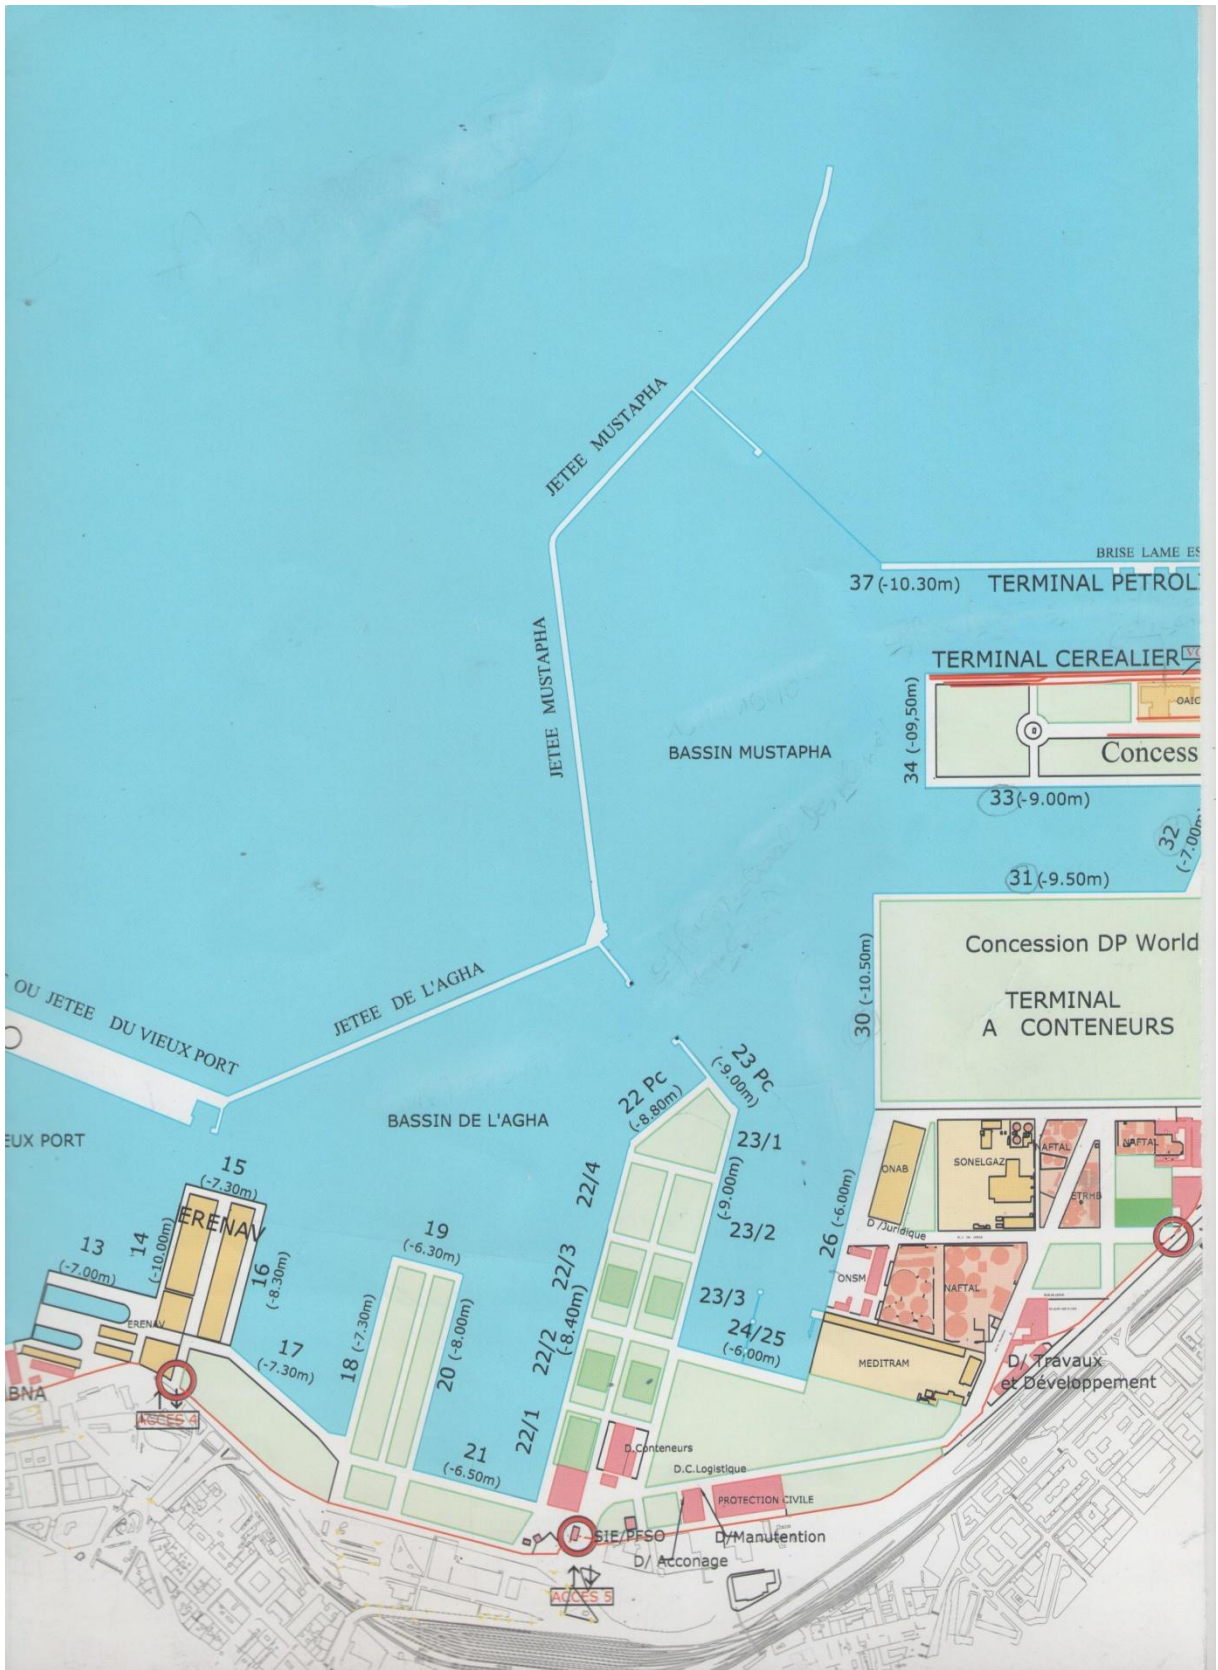 JETEE MUSTAPHA
BRISE LAME ES
37 (-10.30m)
TERMINAL PETROL
JETEE MUSTAPHA
TERMINAL CEREALIER
OAIC
34 (-09,50m)
BASSIN MUSTAPHA
Concess
33 (-9.00m)
32
(-7.00m)
31 (-9.50m)
Concession DP World
TERMINAL
A CONTENEURS
30 (-10.50m)
JETEE DE L'AGHA
OU JETEE DU VIEUX PORT
23 Pc
(-9.00m)
22 Pc
(-8.80m)
BASSIN DE L'AGHA
EUX PORT
23/1
(-9.00m)
22/4
NAFTAL
NAFTAL
ONAB
SONELGAZ
ETRHB
15
(-7.30m)
ERENAV
D /Juridique
26 (-6.00m)
23/2
19
(-6.30m)
14
(-10.00m)
13
(-7.00m)
16
(-8.30m)
22/3
(-8.40m)
ONSM
NAFTAL
23/3
ERENAV
24/25
(-6.00m)
18 (-7.30m)
20 (-8.00m)
22/2
17
(-7.30m)
MEDITRAM
D/ Travaux
et Développement
BNA
ACCES 4
22/1
21
(-6.50m)
D.Conteneurs
D.C.Logistique
PROTECTION CIVILE
SIE/PFSO
D/Manutention
D/ Acconage
ACCES 5